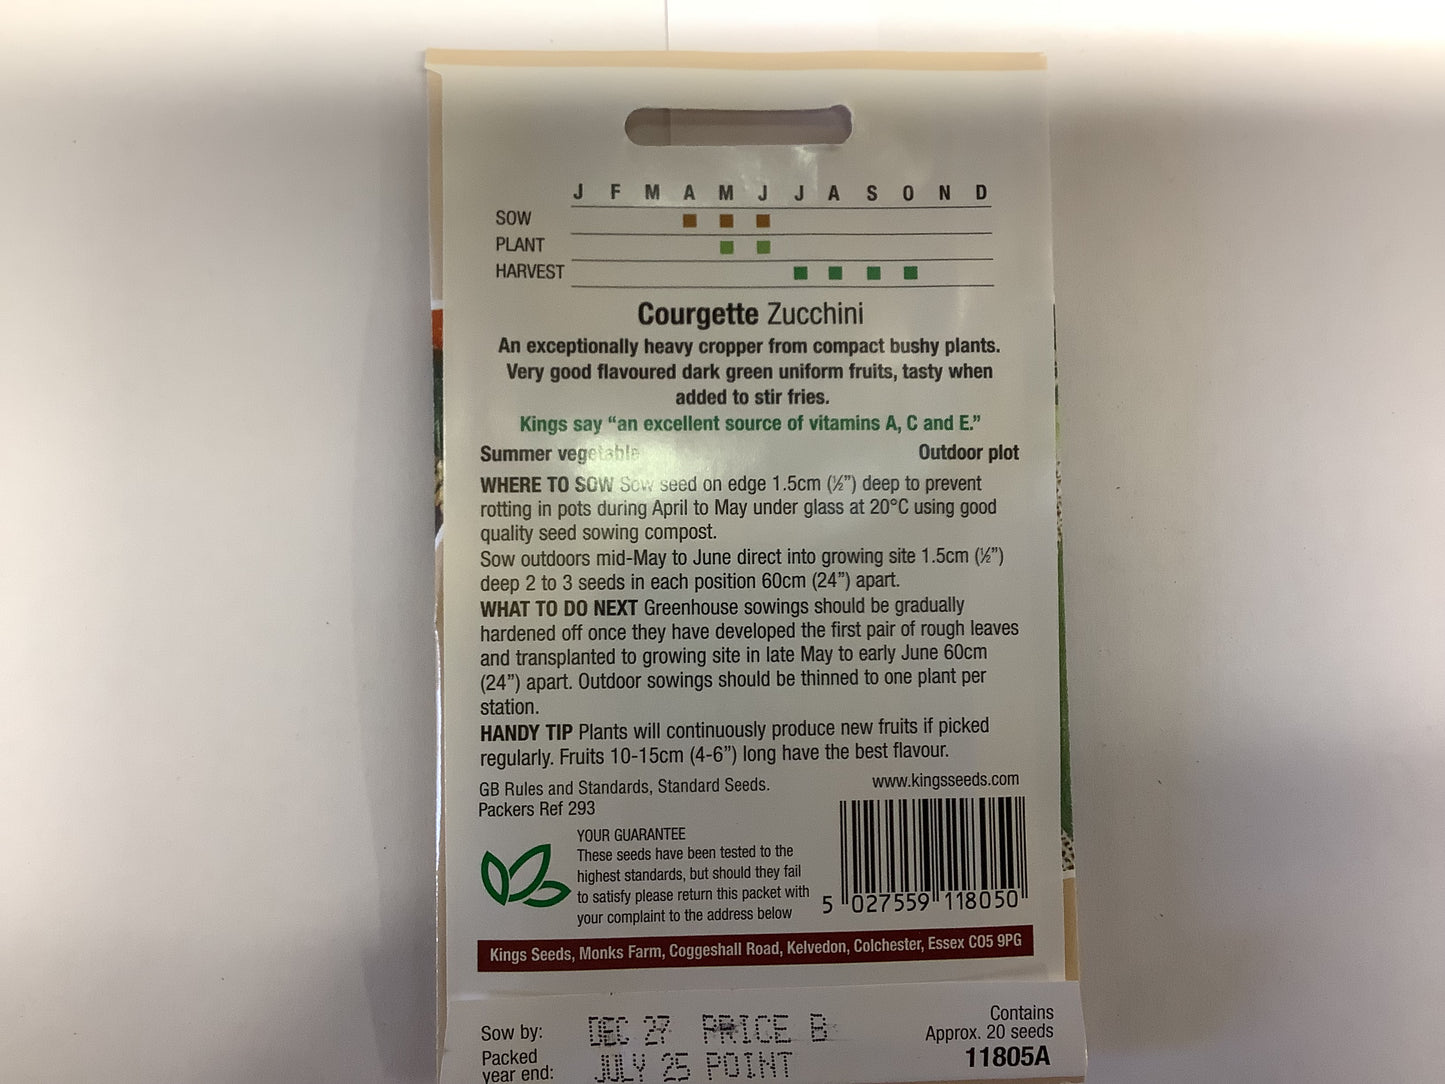 J F M A M J J A S O N D
SOW
PLANT
HARVEST
Courgette Zucchini
An exceptionally heavy cropper from compact bushy plants.
Very good flavoured dark green uniform fruits, tasty when
added to stir fries.
Kings say “an excellent source of vitamins A, C and E.”
Summer vegetable Outdoor plot
WHERE TO SOW Sow seed on edge 1.5cm (½”) deep to prevent
rotting in pots during April to May under glass at 20°C using good
quality seed sowing compost.
Sow outdoors mid-May to June direct into growing site 1.5cm (½”)
deep 2 to 3 seeds in each position 60cm (24”) apart.
WHAT TO DO NEXT Greenhouse sowings should be gradually
hardened off once they have developed the first pair of rough leaves
and transplanted to growing site in late May to early June 60cm
(24”) apart. Outdoor sowings should be thinned to one plant per
station.
HANDY TIP Plants will continuously produce new fruits if picked
regularly. Fruits 10-15cm (4-6”) long have the best flavour.
GB Rules and Standards, Standard Seeds. www.kingsseeds.com
Packers Ref 293
YOUR GUARANTEE
These seeds have been tested to the
highest standards, but should they fail
to satisfy please return this packet with
your complaint to the address below
5 027559 118050
Kings Seeds, Monks Farm, Coggeshall Road, Kelvedon, Colchester, Essex CO5 9PG
Sow by: DEC 27 PRICE B
Packed
year end: JULY 25 POINT
Contains
Approx. 20 seeds
11805A